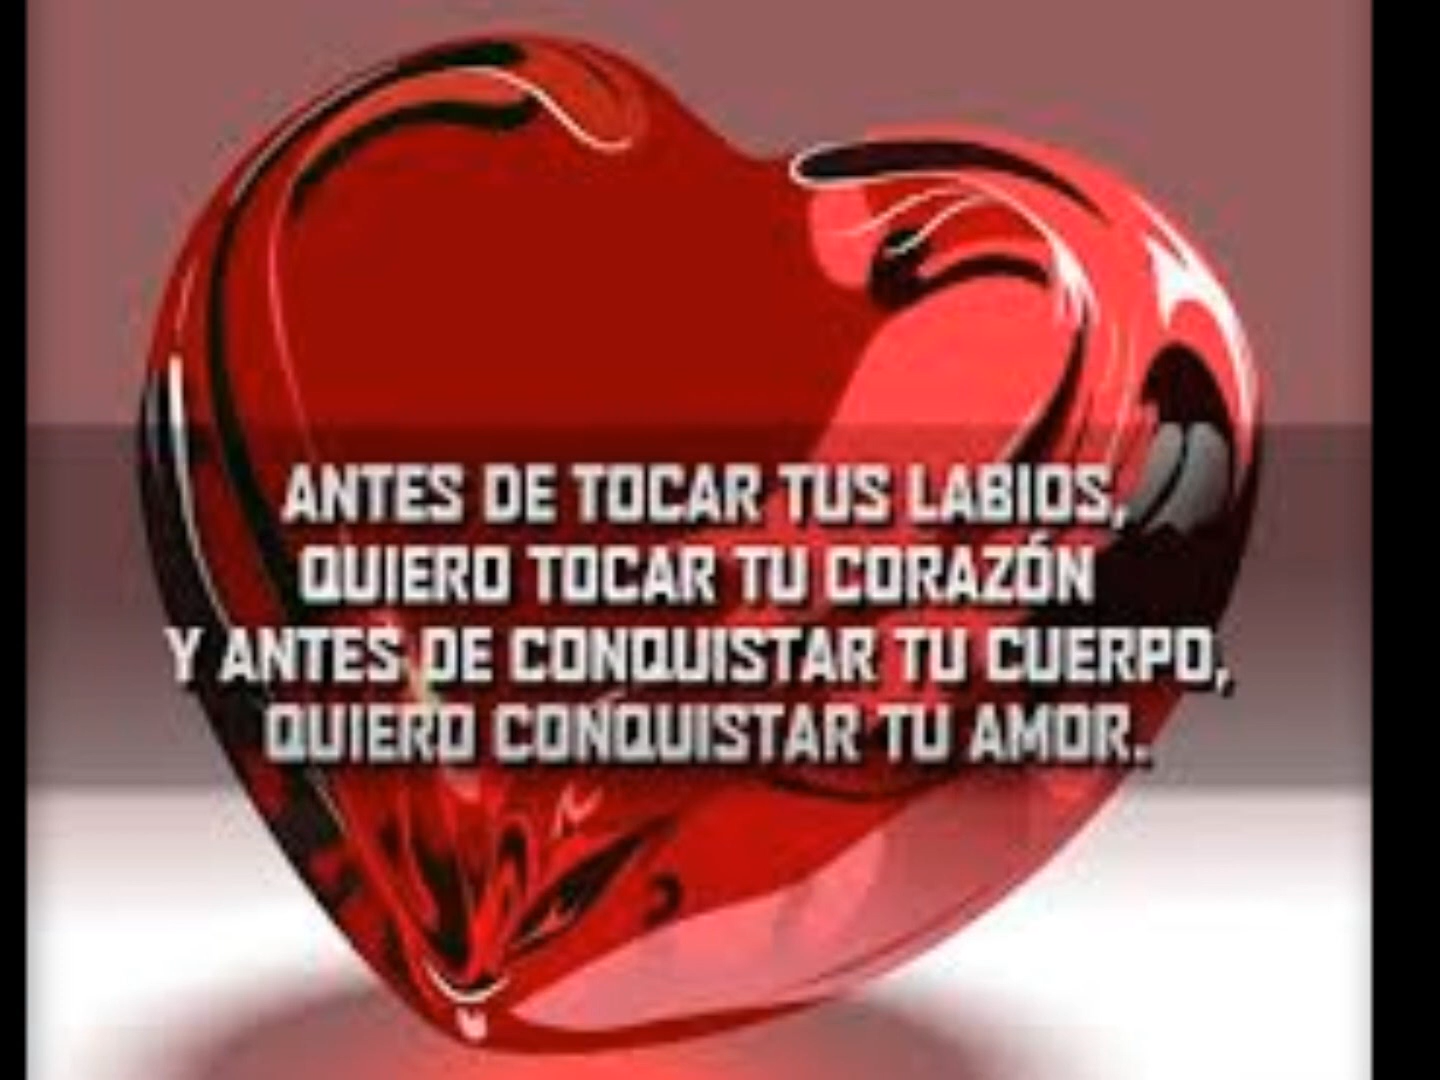 ANTES DE TOCAR TUS LABIOS,
QUIERO TOCAR TU CORAZÓN
Y ANTES DE CONQUISTAR TU CUERPO,
QUIERO CONQUISTAR TU AMOR..